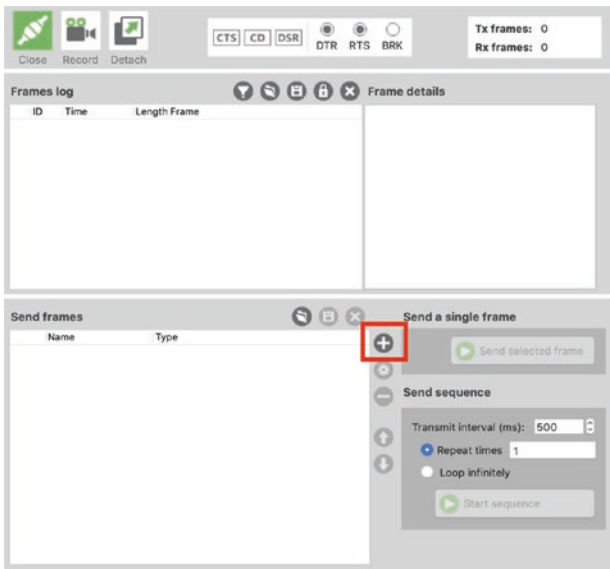 CTS CD DSR
DTR RTS BRK
Tx frames: 0
Rx frames: 0
Close Record Detach
Frames log
Frame details
ID Time Length Frame
Send frames
Send a single frame
Name Type
Send selected frame
Send sequence
Transmit interval (ms): 500
Repeat times 1
Loop infinitely
Start sequence